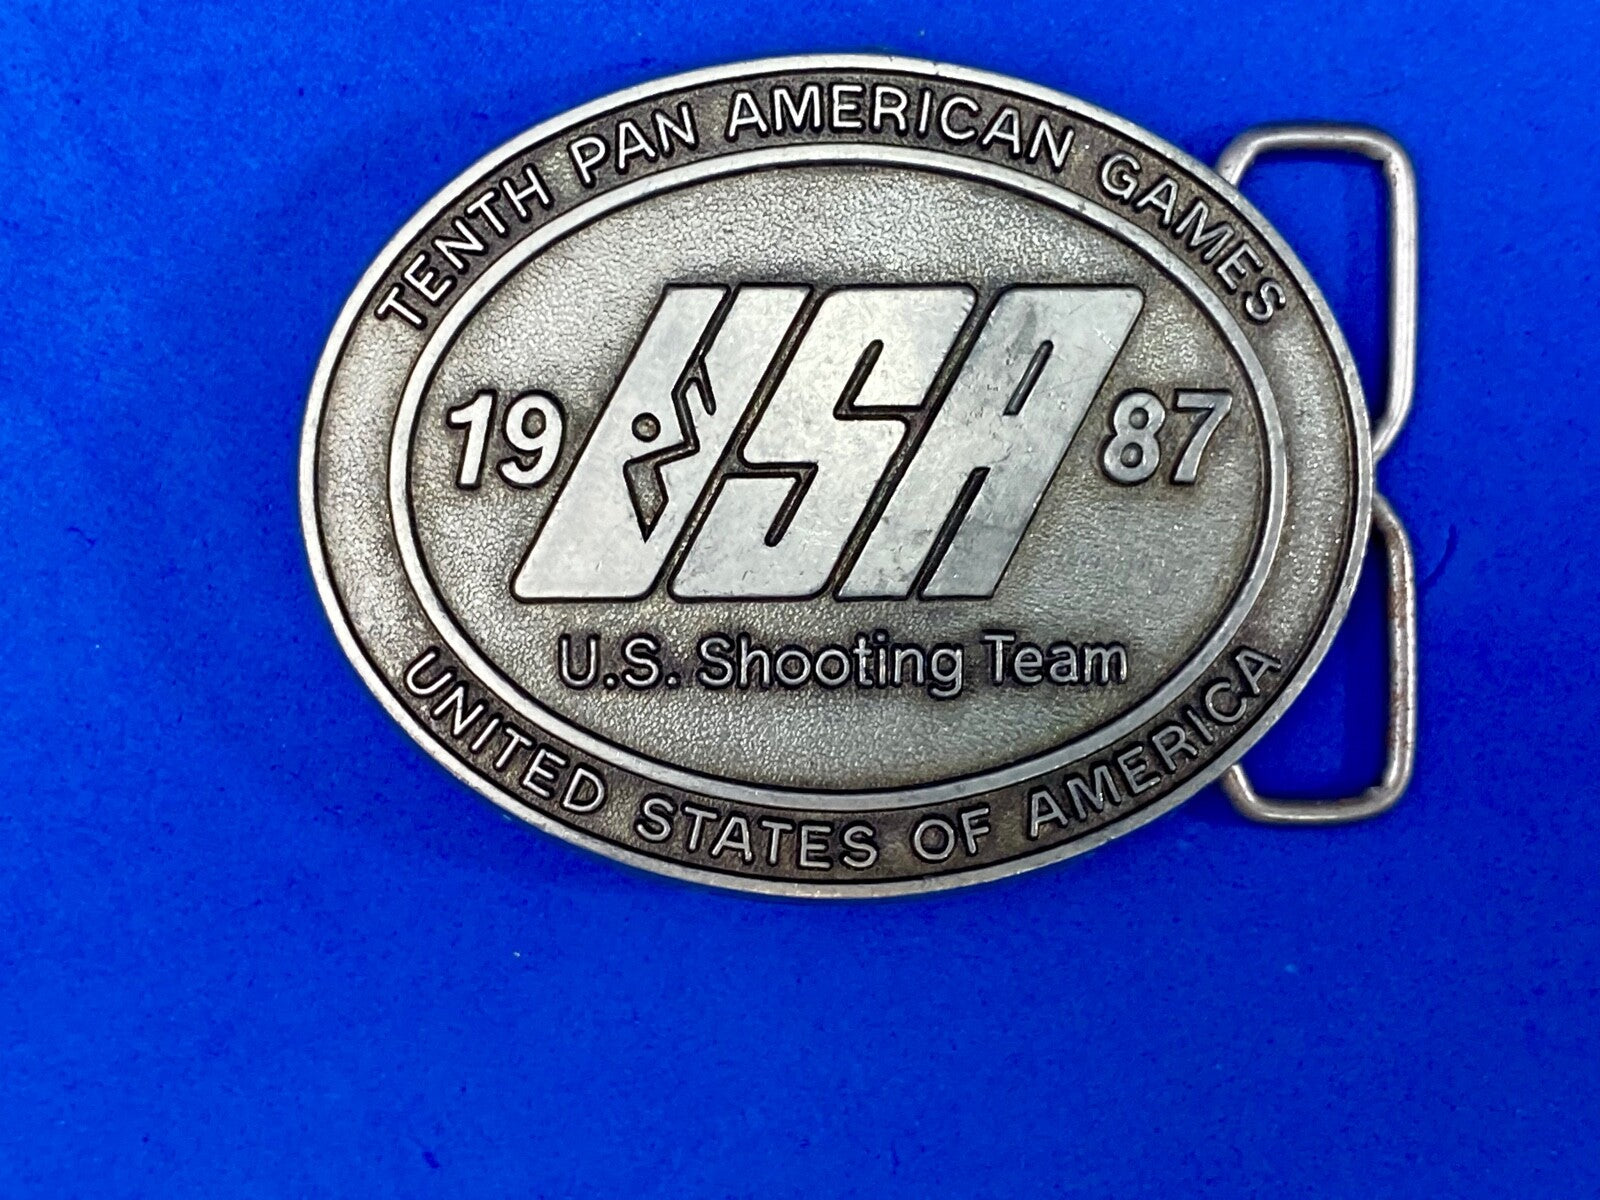 TENTH PAN AMERICAN GAMES
19 USA 87
U.S. Shooting Team
UNITED STATES OF AMERICA